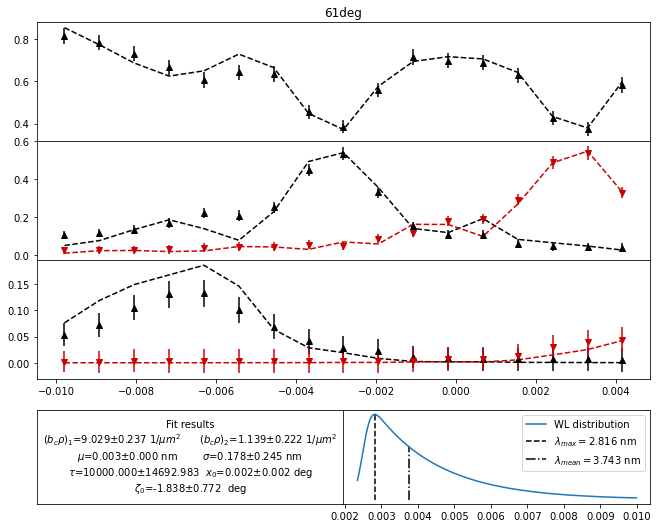 61deg
0.8
0.6
0.4
0.6
0.4
0.2
0.0
0.15
0.10
0.05
0.00
−0.010 −0.008 −0.006 −0.004 −0.002 0.000 0.002 0.004
Fit results
(b_cρ)_1=9.029±0.237 1/μm^2 (b_cρ)_2=1.139±0.222 1/μm^2
μ=0.003±0.000 nm σ=0.178±0.245 nm
τ=10000.000±14692.983 x_0=0.002±0.002 deg
ζ_0=-1.838±0.772 deg
WL distribution
λ_max = 2.816 nm
λ_mean = 3.743 nm
0.002 0.003 0.004 0.005 0.006 0.007 0.008 0.009 0.010